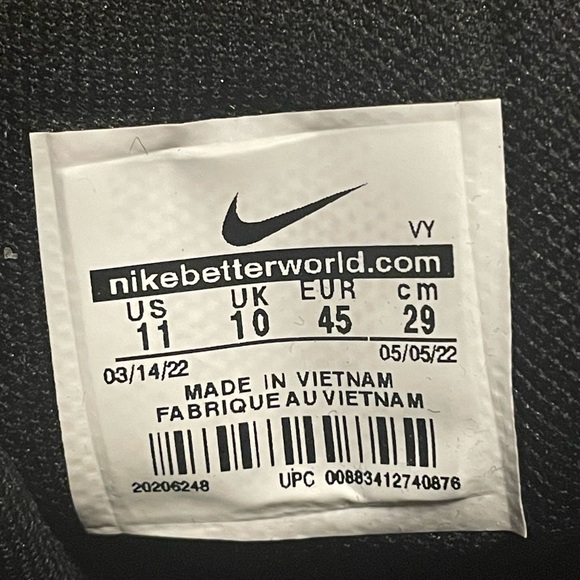 VY
nikebetterworld.com
US UK EUR cm
11 10 45 29
03/14/22 05/05/22
MADE IN VIETNAM
FABRIQUE AU VIETNAM
20206248 UPC 00883412740876